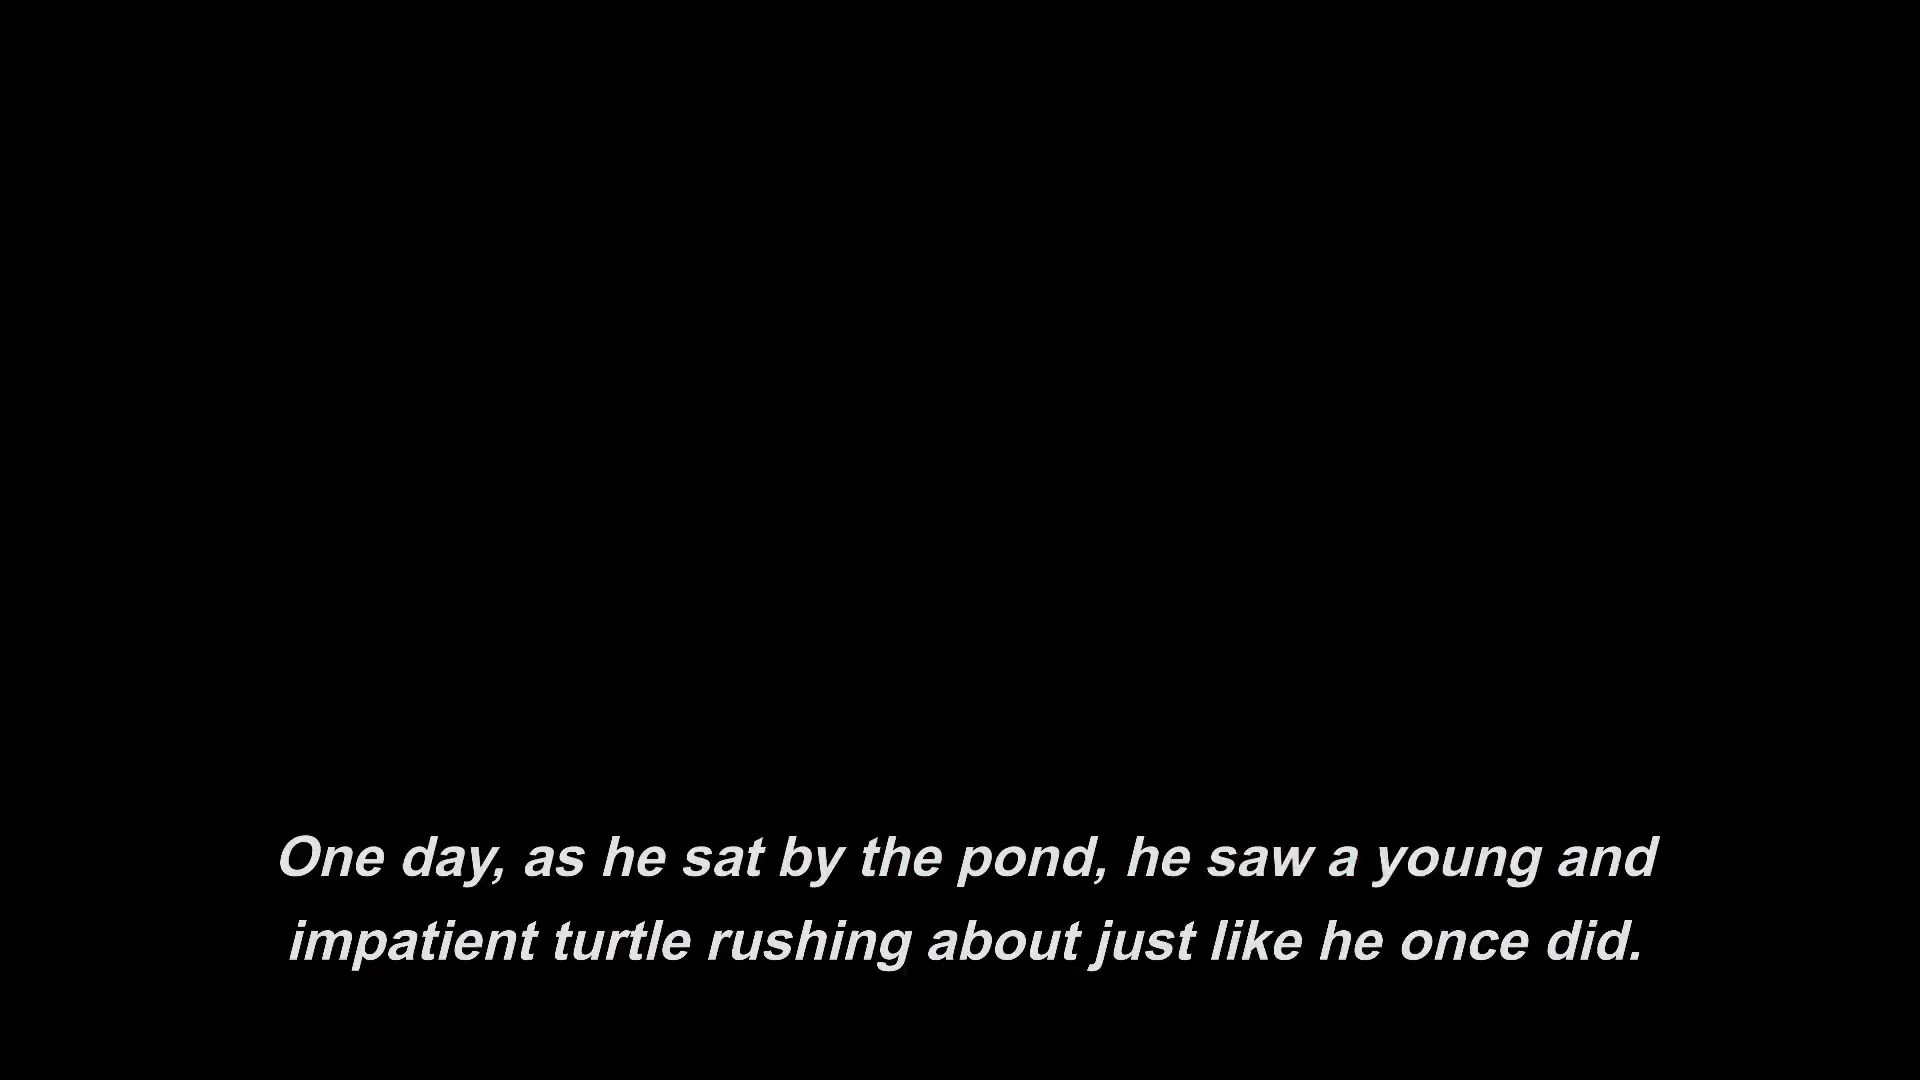 One day, as he sat by the pond, he saw a young and
impatient turtle rushing about just like he once did.